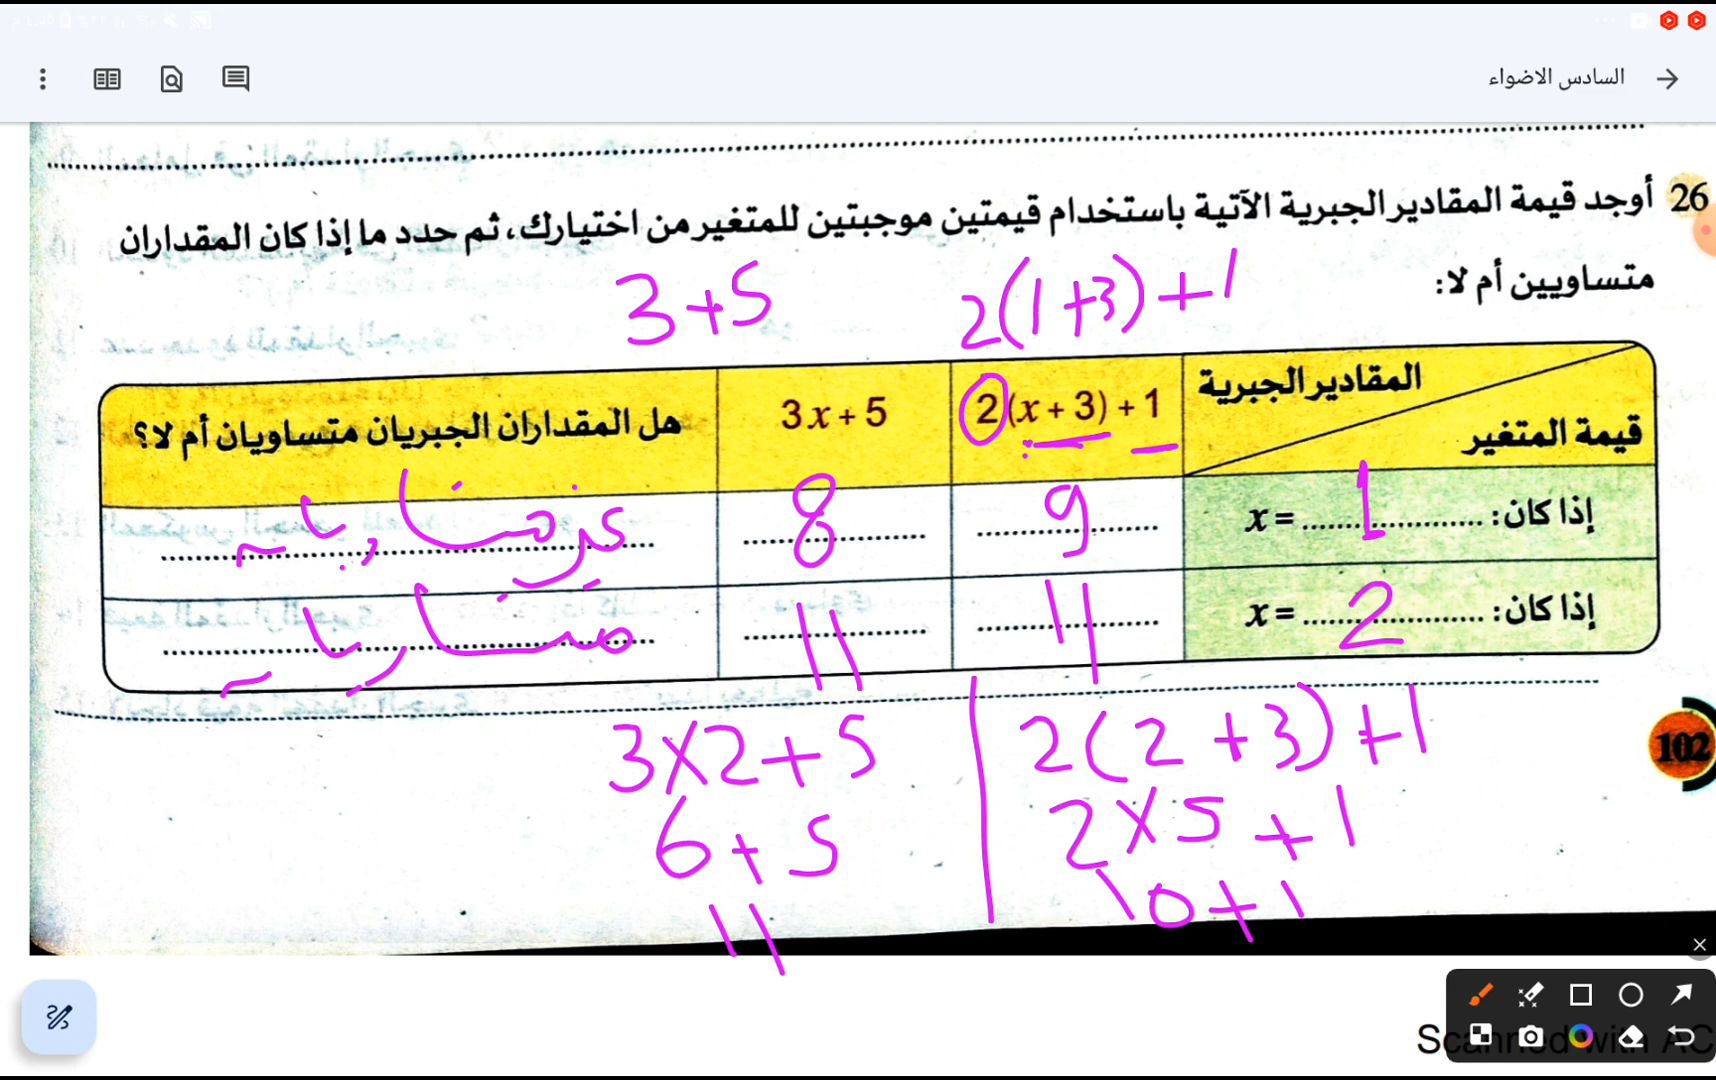 السادس الاضواء
26 أوجد قيمة المقادير الجبرية الآتية باستخدام قيمتين موجبتين للمتغير من اختيارك، ثم حدد ما إذا كان المقداران
متساويين أم لا:
2(1+3)+1
3+5
المقادير الجبرية
قيمة المتغير
2(x + 3) + 1
3x + 5
هل المقداران الجبريان متساويان أم لا؟
إذا كان: x = 1
9
8
إذا كان: x = 2
11
11
2(2+3)+1
3×2+5
2×5+1
6+5
10+1
11
102
Scanned with AC